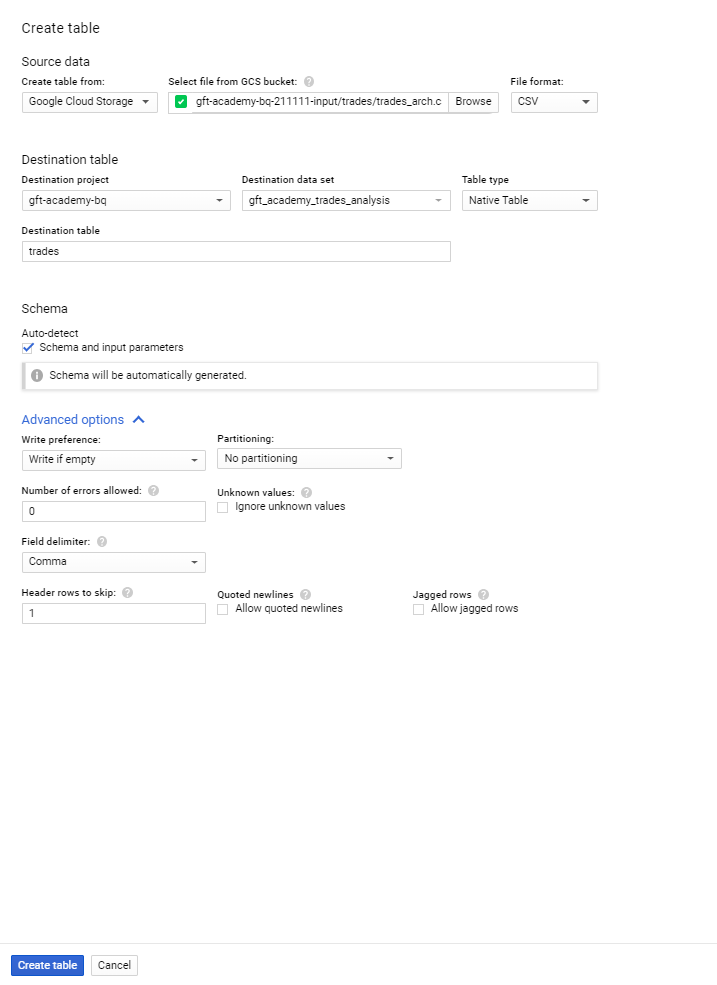 Create table
Source data
Create table from: Select file from GCS bucket: ?
File format:
Google Cloud Storage gft-academy-bq-211111-input/trades/trades_arch.c Browse CSV
Destination table
Destination project Destination data set Table type
gft-academy-bq gft_academy_trades_analysis Native Table
Destination table
trades
Schema
Auto-detect
Schema and input parameters
Schema will be automatically generated.
Advanced options
Write preference: Partitioning:
Write if empty No partitioning
Number of errors allowed: ? Unknown values: ?
0 Ignore unknown values
Field delimiter: ?
Comma
Header rows to skip: ? Quoted newlines ? Jagged rows ?
1 Allow quoted newlines Allow jagged rows
Create table Cancel